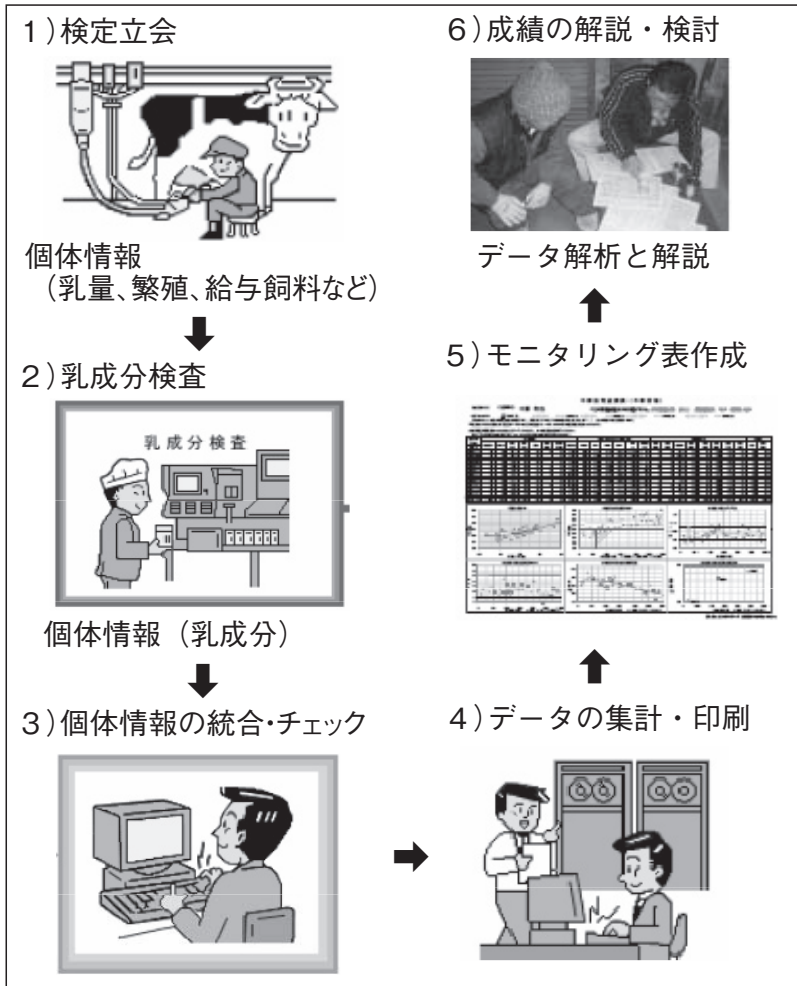 1)検定立会
個体情報
(乳量、繁殖、給与飼料など)
2)乳成分検査
乳成分検査
個体情報(乳成分)
3)個体情報の統合・チェック
4)データの集計・印刷
5)モニタリング表作成
6)成績の解説・検討
データ解析と解説